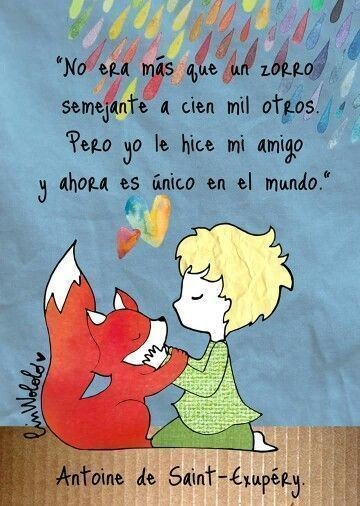 "No era más que un zorro
semejante a cien mil otros.
Pero yo le hice mi amigo
y ahora es único en el mundo."
Antoine de Saint-Exupéry.